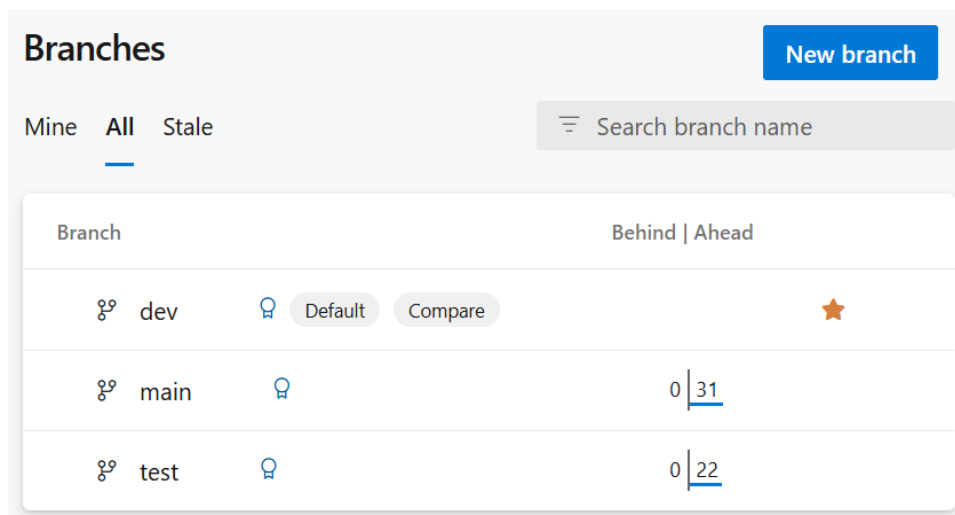 Branches
New branch
Mine All Stale
Search branch name
Branch Behind | Ahead
dev Default Compare
main 0 31
test 0 22